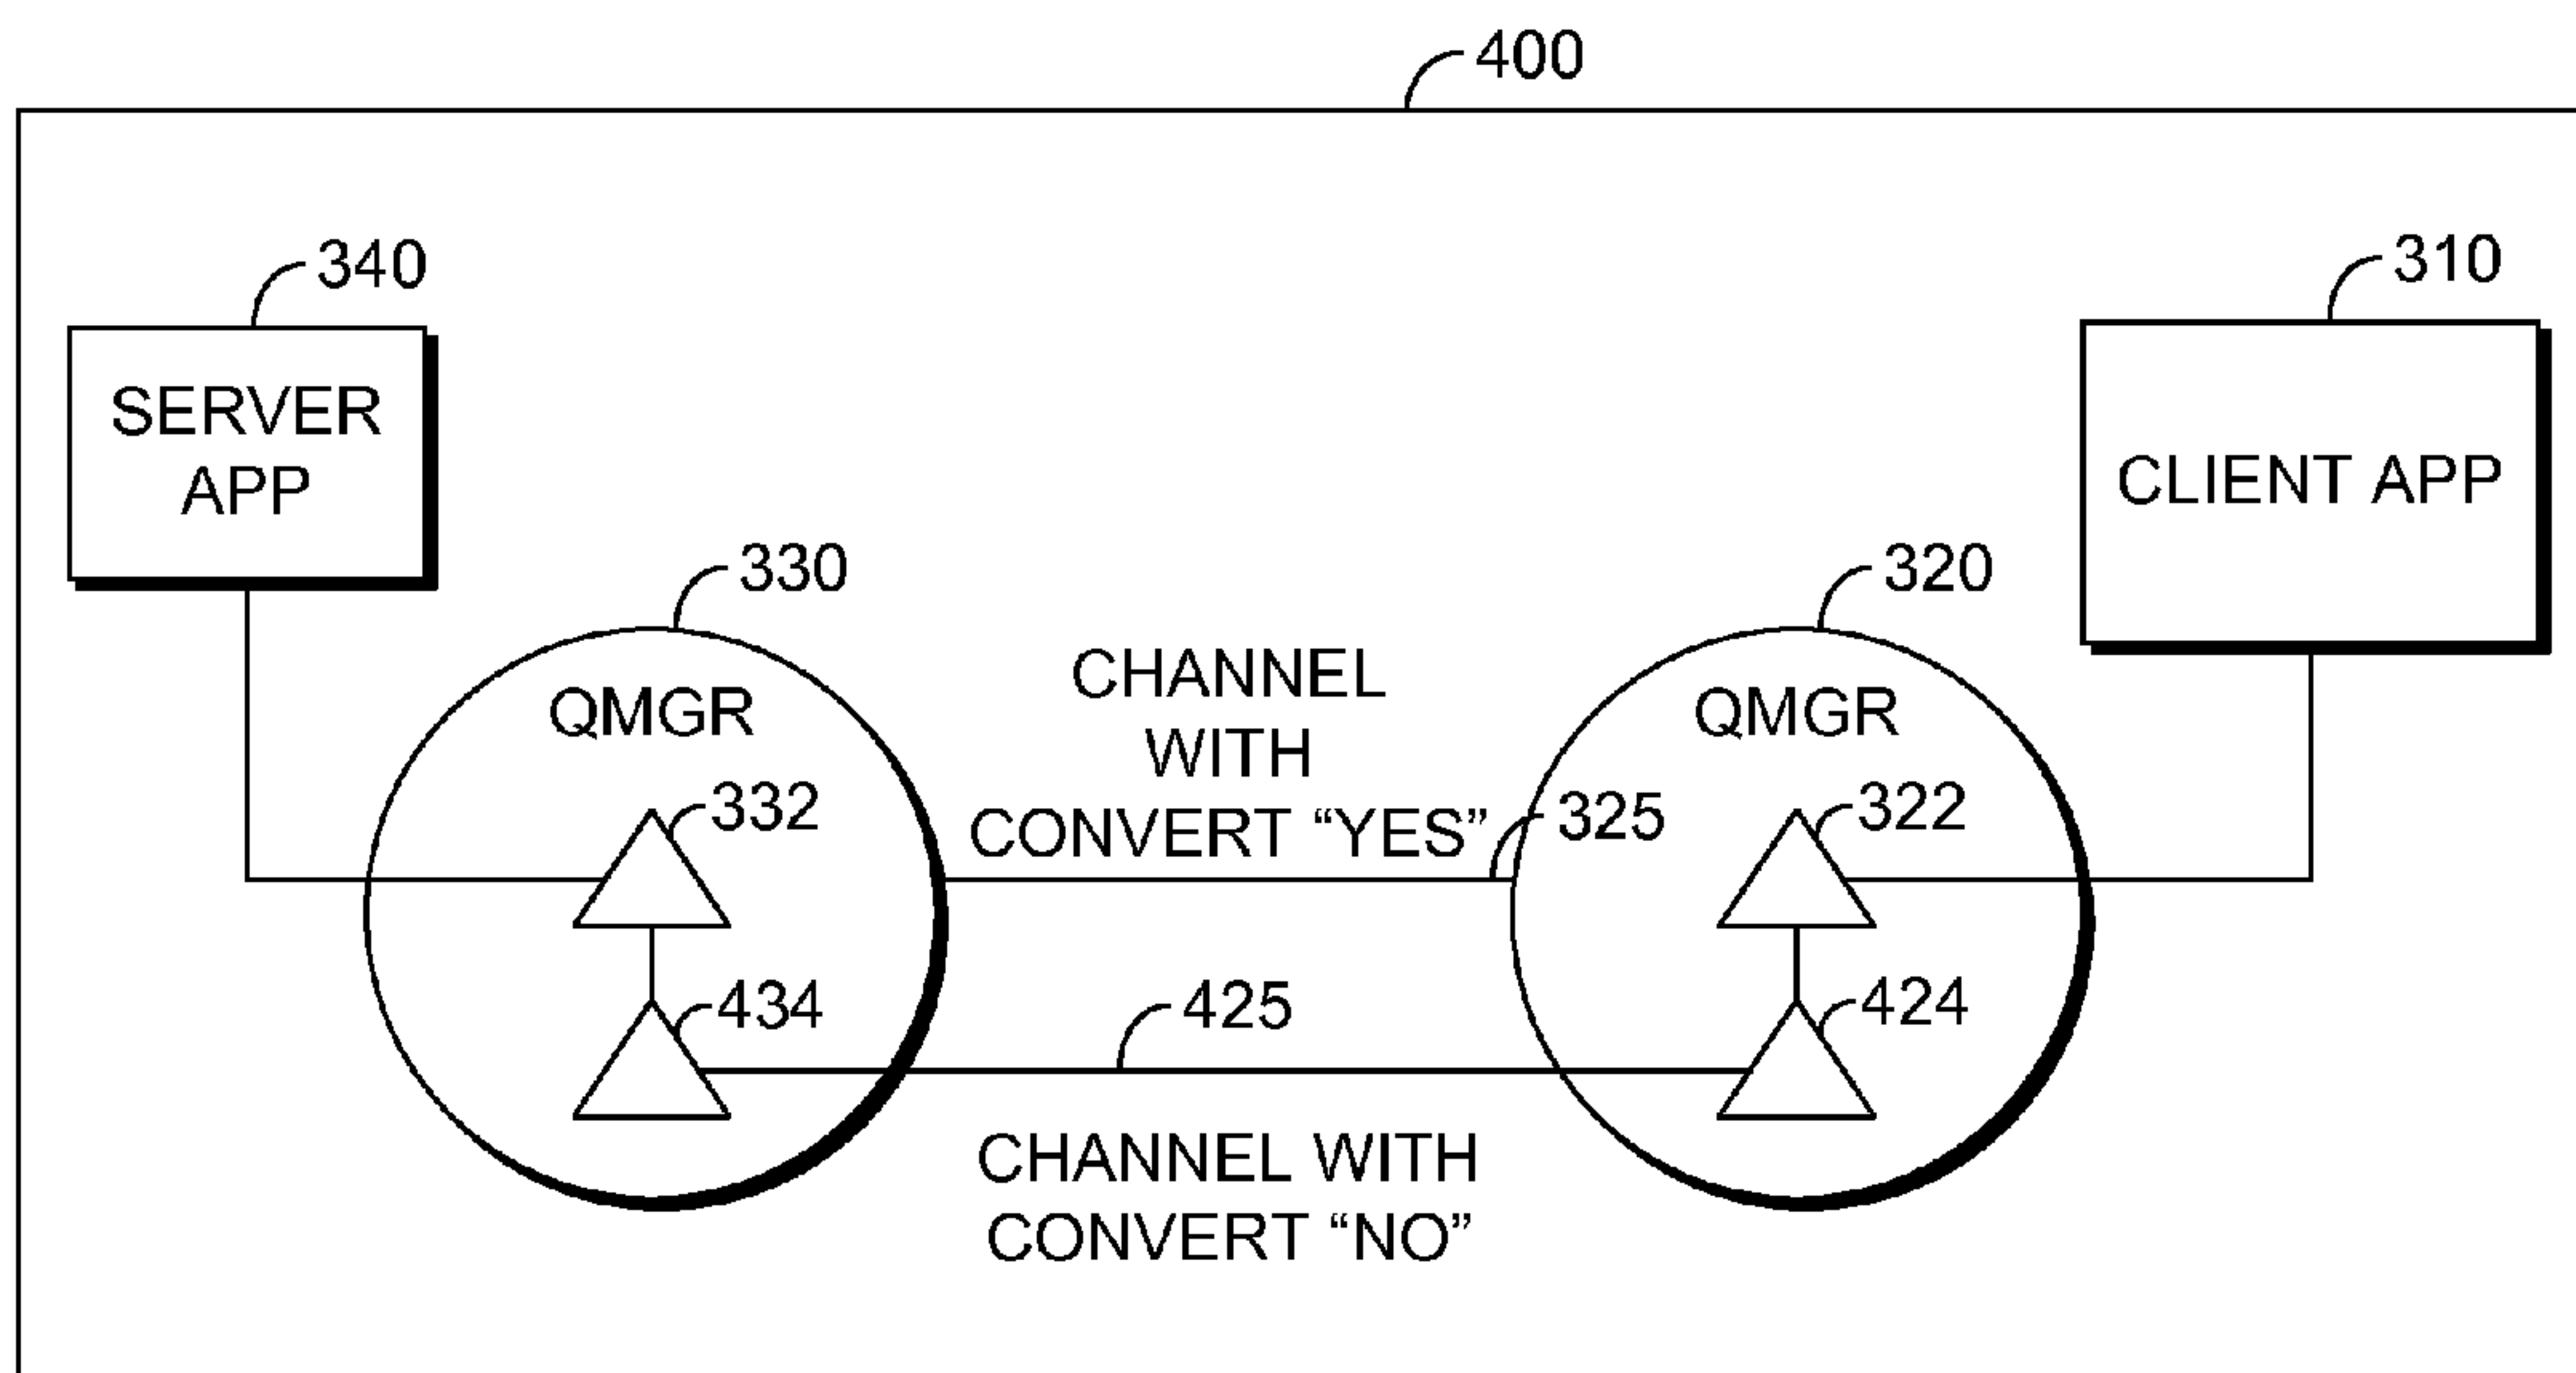 400
340
310
SERVER
APP
CLIENT APP
330
320
QMGR
CHANNEL
WITH
CONVERT “YES”
QMGR
332
325
322
434
425
424
CHANNEL WITH
CONVERT “NO”